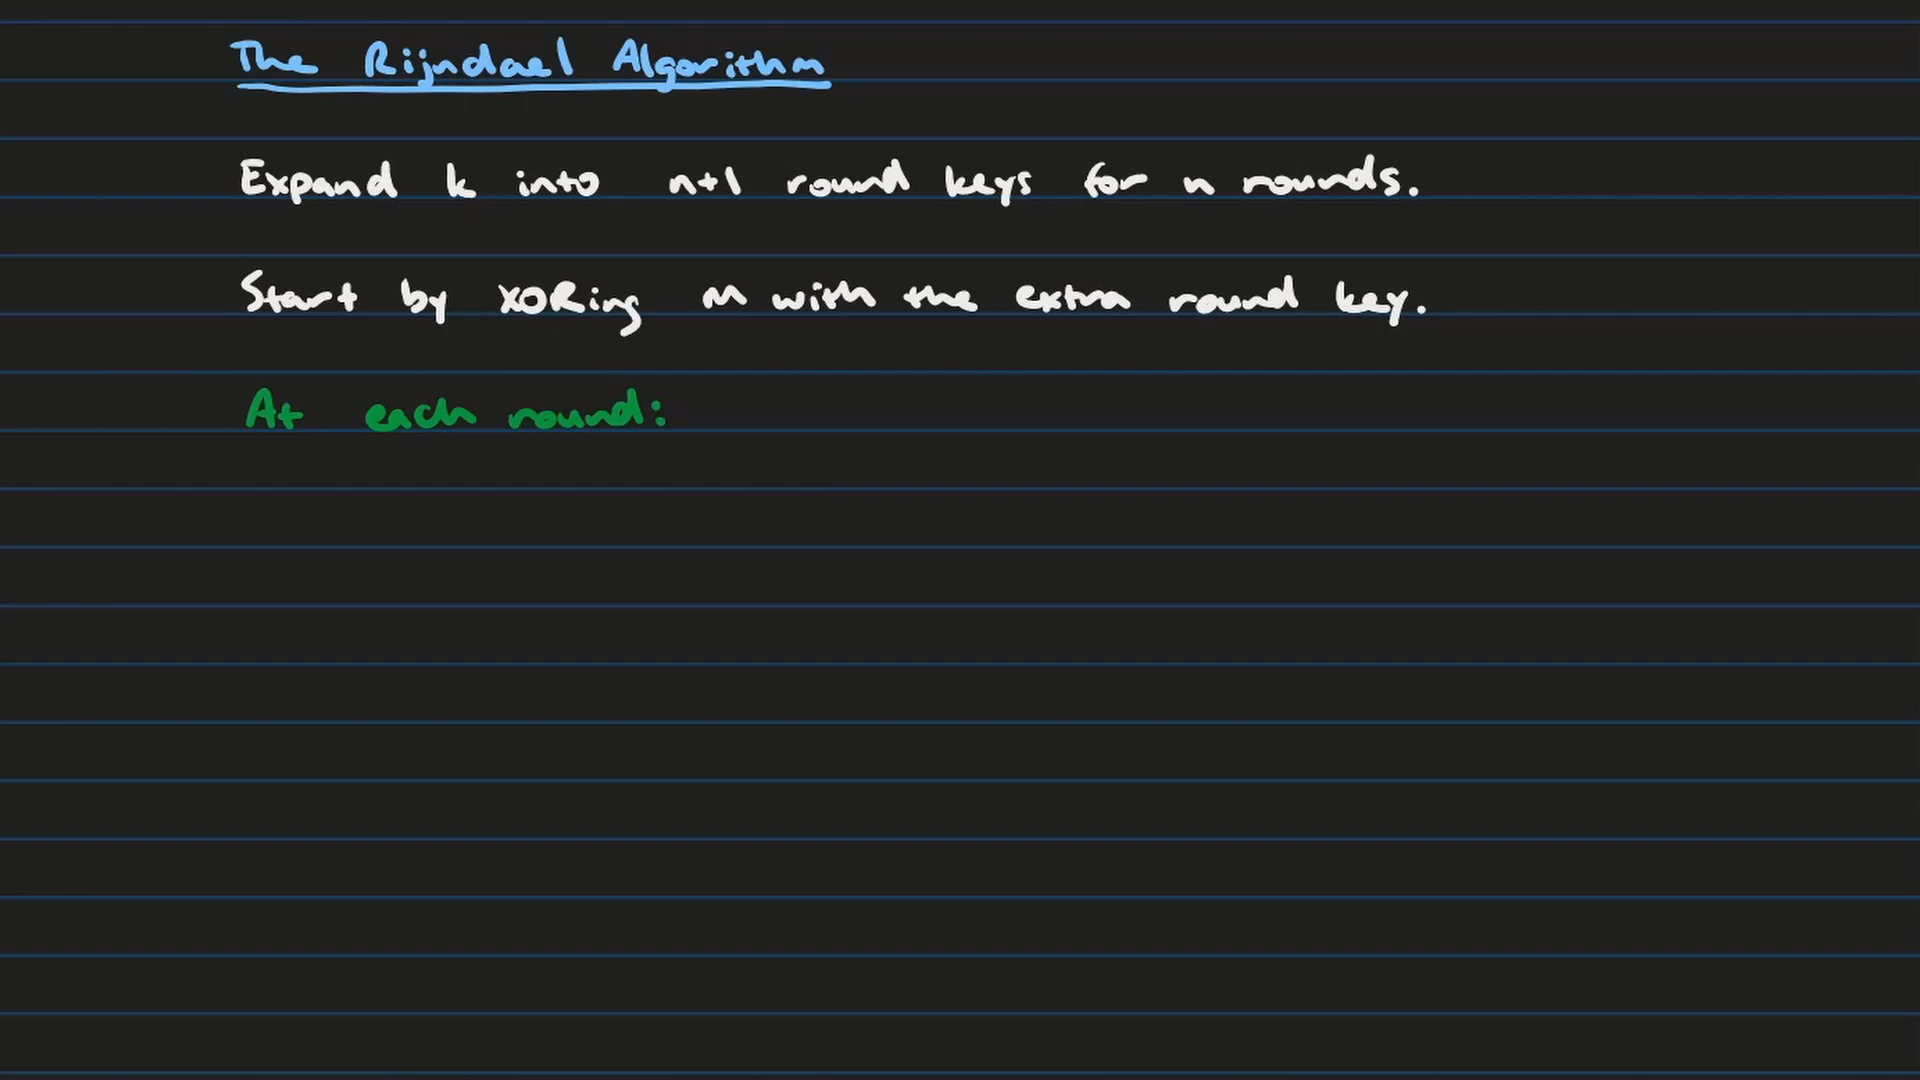 The Rijndael Algorithm
Expand k into n+1 round keys for n rounds.
Start by XORing m with the extra round key.
At each round: